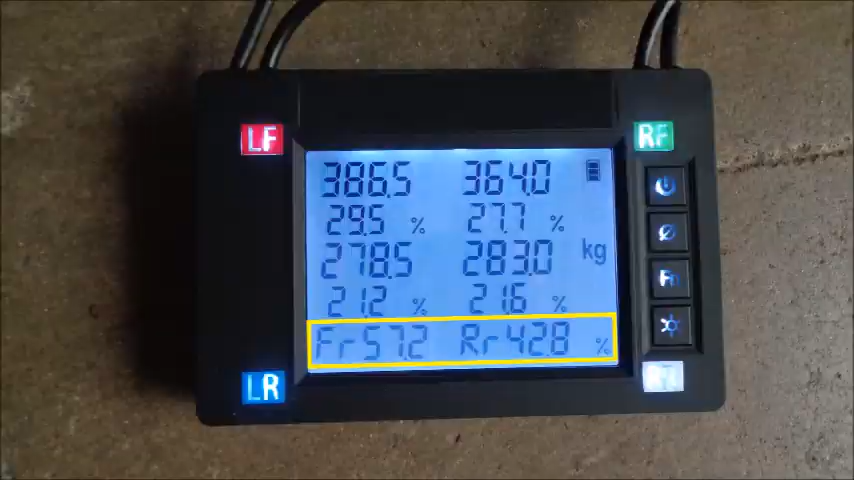 LF RF
386.5 364.0
29.5 % 27.7 %
278.5 283.0 kg
21.2 % 21.6 %
Fr 57.2 Rr 42.8 %
LR
Fn